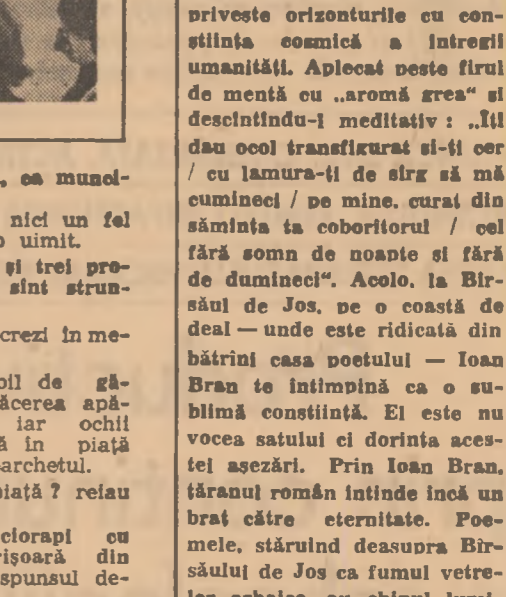 , ca munci-
nici un fel
uimit.
și trei pro-
sînt strun-
crezi în me-
bil de gă-
ăcerea apă-
iar ochii
ă în piață
archetul.
piață ? reiau
ciorapi cu
rișoară din
spunsul de-
privește orizonturile cu con-
știința cosmică a întregii
umanități. Aplecat peste firul
de mentă cu „aromă grea“ și
descîntîndu-l meditativ : „Îți
dau ocol transfigurat și-ți cer
/ cu lamura-ți de sîrg să mă
cumineci / pe mine, curat din
sămînța ta coborîtorul / cel
fără somn de noapte și fără
de dumineci“. Acolo, la Bîr-
săul de Jos, pe o coastă de
deal — unde este ridicată din
bătrîni casa poetului — Ioan
Bran te întîmpină ca o su-
blimă conștiință. El este nu
vocea satului ci dorința aces-
tei așezări. Prin Ioan Bran,
țăranul român întinde încă un
braț către eternitate. Poe-
mele, stăruind deasupra Bîr-
săului de Jos ca fumul vetre-